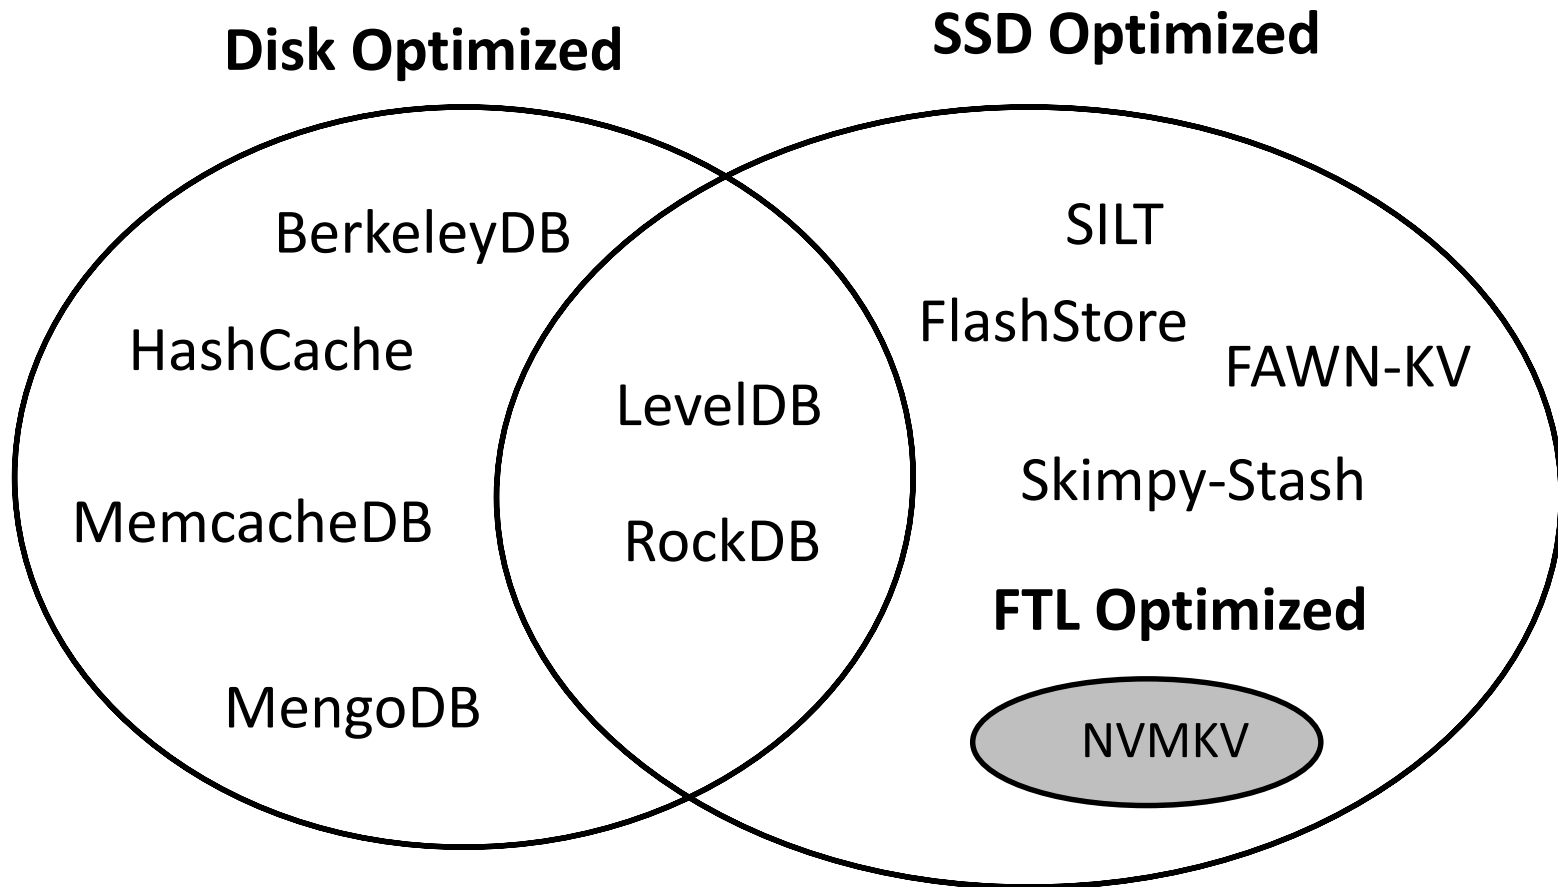 Disk Optimized
SSD Optimized
BerkeleyDB
HashCache
MemcacheDB
MengoDB
LevelDB
RockDB
SILT
FlashStore
FAWN-KV
Skimpy-Stash
FTL Optimized
NVMKV